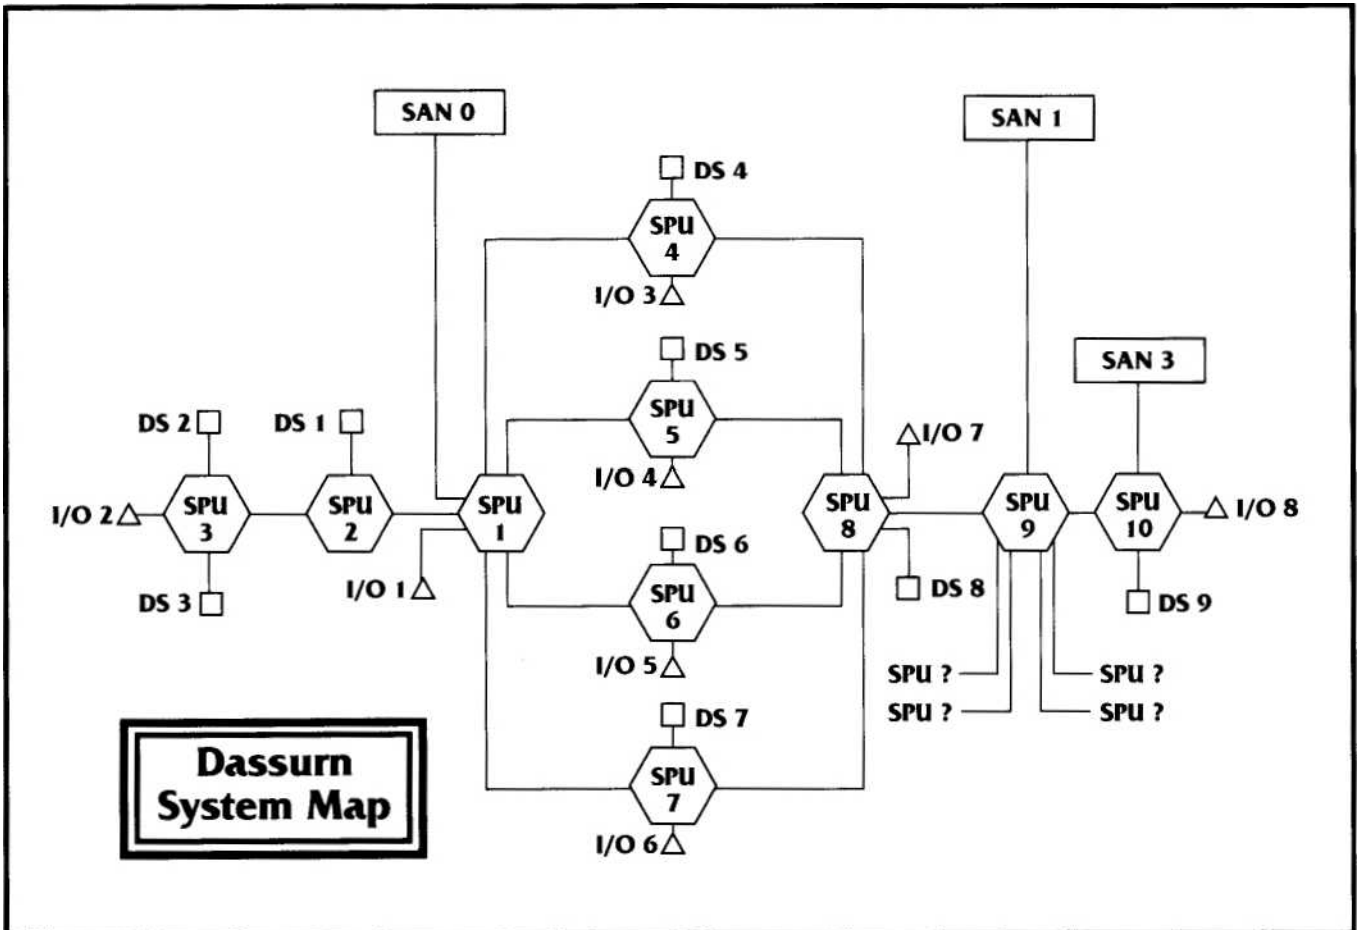 SAN 0
SAN 1
DS 4
SPU
4
I/O 3
DS 5
SAN 3
DS 2
DS 1
SPU
5
I/O 7
I/O 4
I/O 2
SPU
3
SPU
2
SPU
1
SPU
8
SPU
9
SPU
10
I/O 8
DS 6
I/O 1
DS 8
DS 3
DS 9
SPU
6
I/O 5
SPU ?
SPU ?
SPU ?
SPU ?
DS 7
SPU
7
I/O 6
Dassurn
System Map